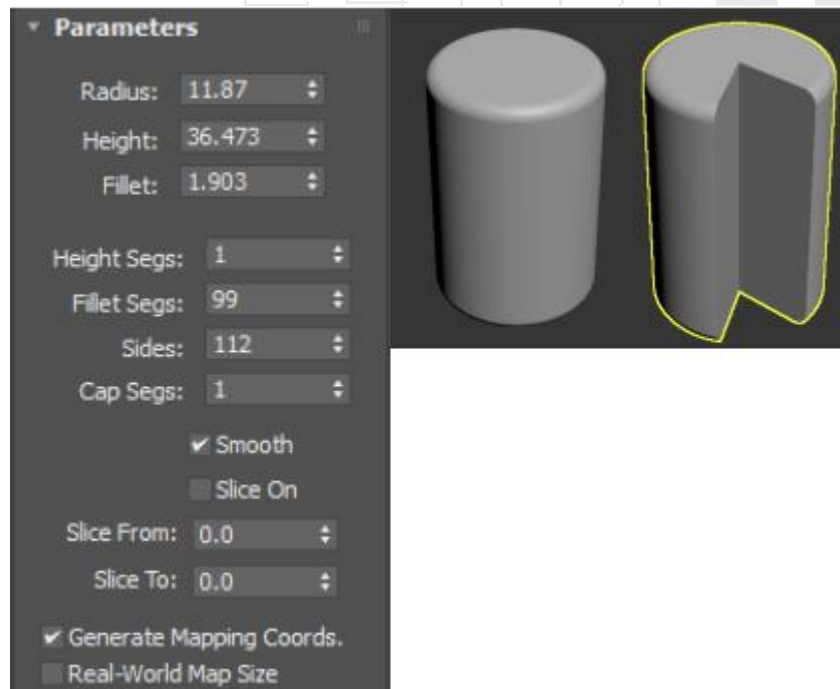 Parameters
Radius: 11.87
Height: 36.473
Fillet: 1.903
Height Segs: 1
Fillet Segs: 99
Sides: 112
Cap Segs: 1
Smooth
Slice On
Slice From: 0.0
Slice To: 0.0
Generate Mapping Coords.
Real-World Map Size